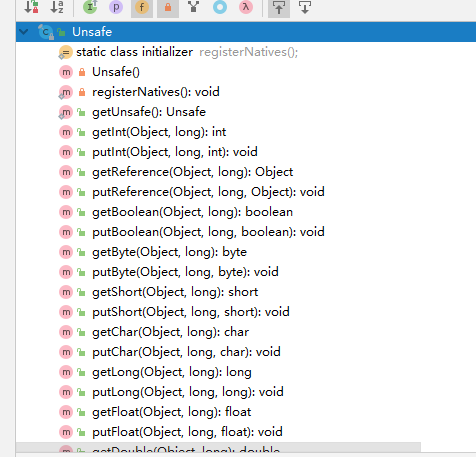 Unsafe
static class initializer registerNatives();
Unsafe()
registerNatives(): void
getUnsafe(): Unsafe
getInt(Object, long): int
putInt(Object, long, int): void
getReference(Object, long): Object
putReference(Object, long, Object): void
getBoolean(Object, long): boolean
putBoolean(Object, long, boolean): void
getByte(Object, long): byte
putByte(Object, long, byte): void
getShort(Object, long): short
putShort(Object, long, short): void
getChar(Object, long): char
putChar(Object, long, char): void
getLong(Object, long): long
putLong(Object, long, long): void
getFloat(Object, long): float
putFloat(Object, long, float): void
getDouble(Object, long): double